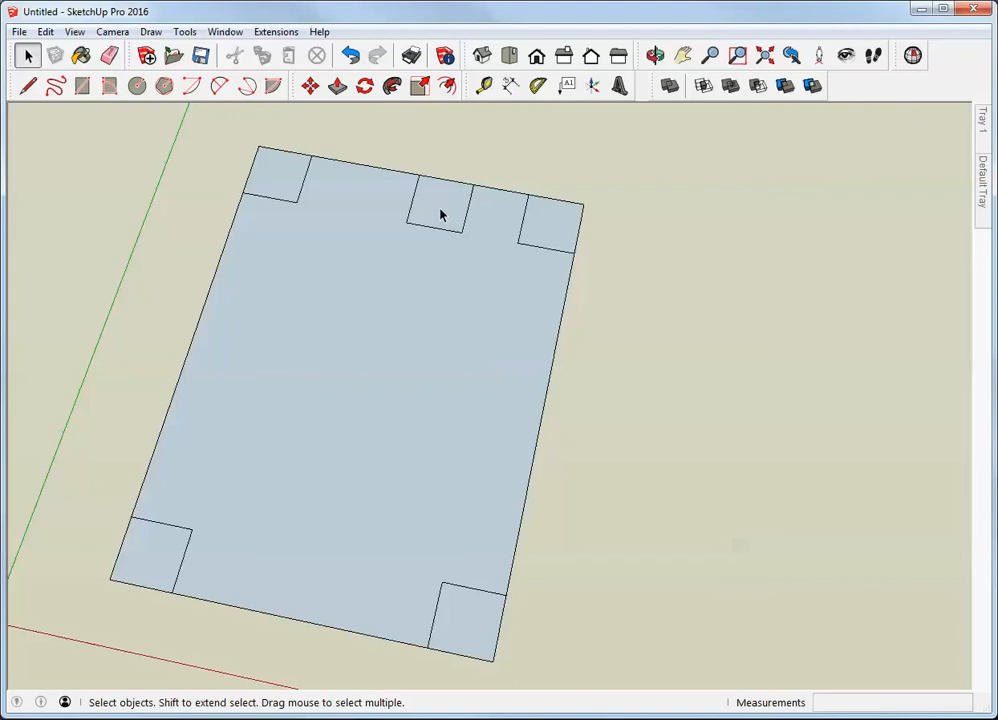 Untitled - SketchUp Pro 2016
File Edit View Camera Draw Tools Window Extensions Help
A1
Tray 1
Default Tray
Select objects. Shift to extend select. Drag mouse to select multiple.
Measurements